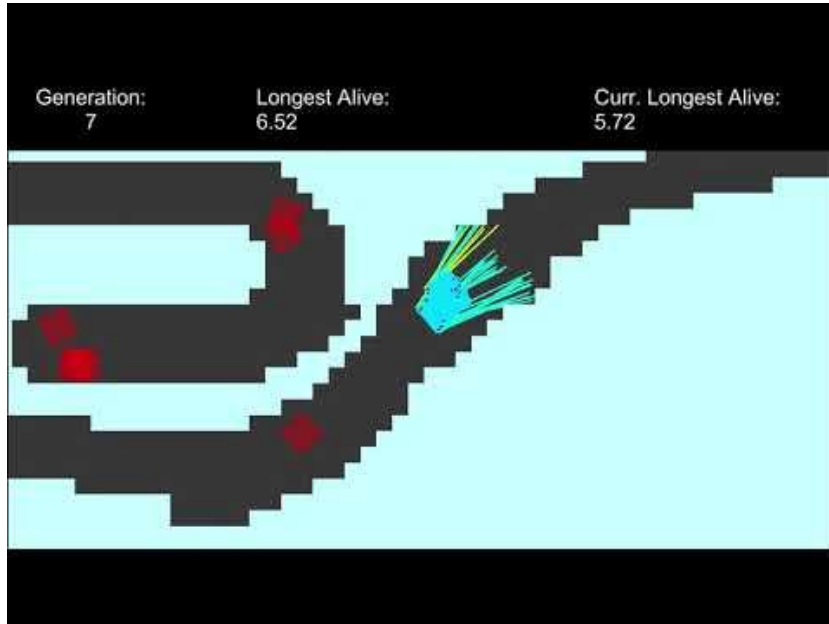 Generation:
7
Longest Alive:
6.52
Curr. Longest Alive:
5.72